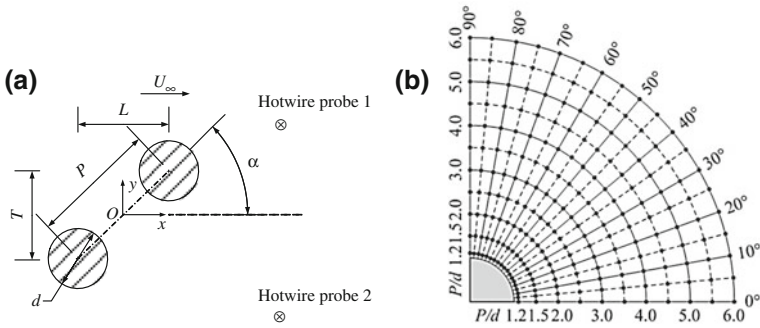 (a)
U∞
L
Hotwire probe 1
P
α
T
y
O
x
d
Hotwire probe 2
(b)
90°
80°
70°
60°
50°
40°
30°
20°
10°
0°
6.0
5.0
4.0
3.0
2.0
1.5
1.2
P/d
P/d 1.2 1.5 2.0 3.0 4.0 5.0 6.0